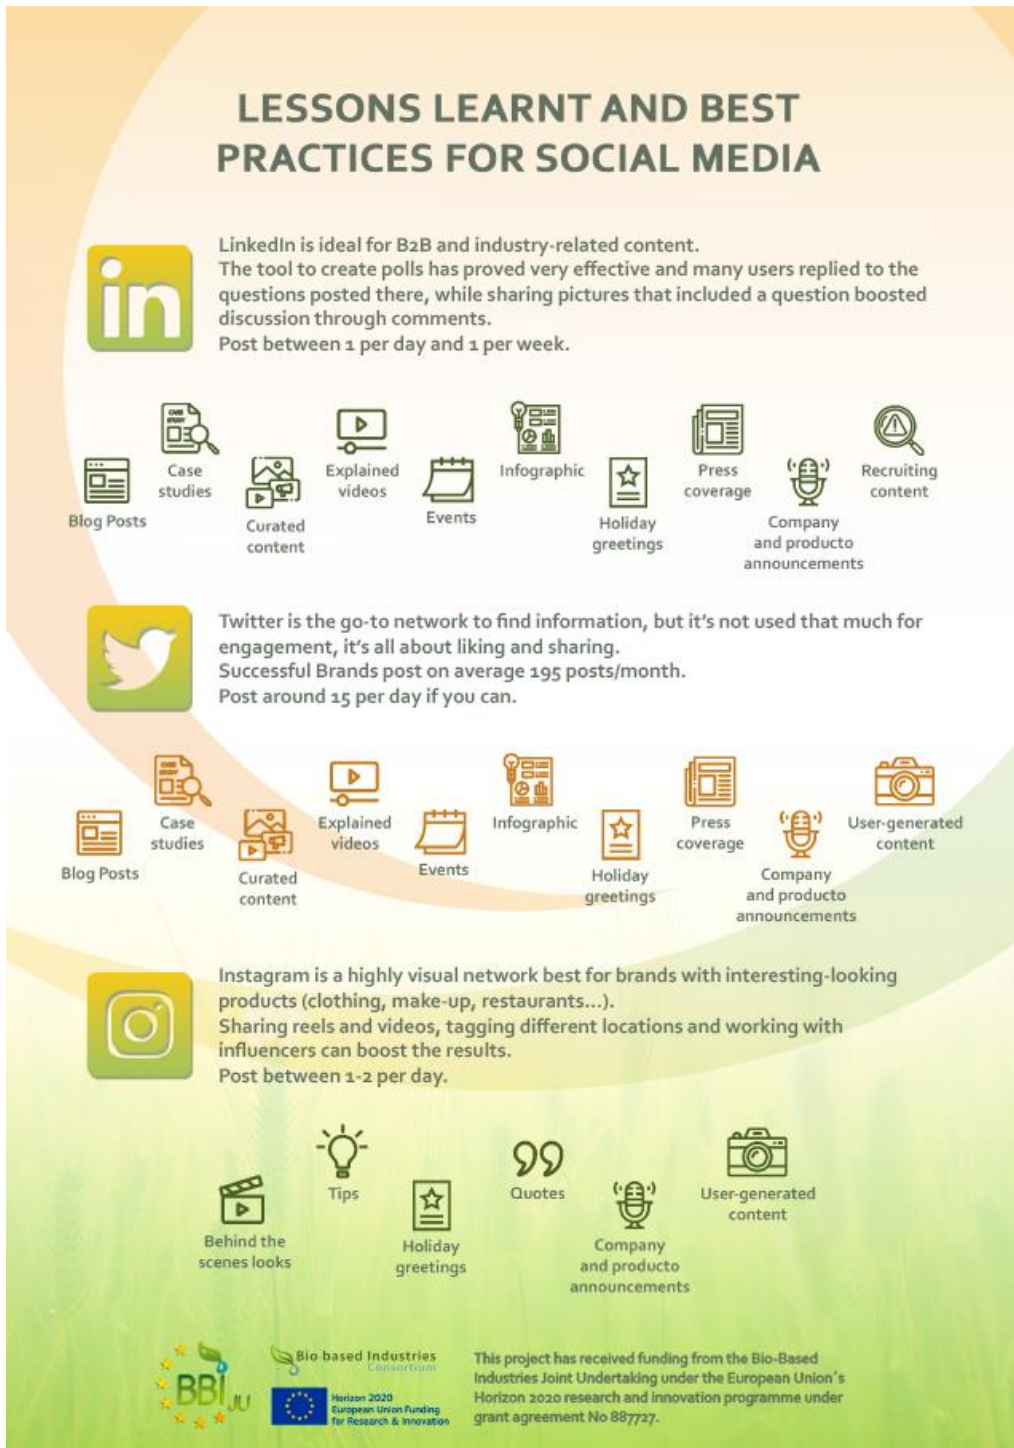 LESSONS LEARNT AND BEST
PRACTICES FOR SOCIAL MEDIA
in
LinkedIn is ideal for B2B and industry-related content.
The tool to create polls has proved very effective and many users replied to the
questions posted there, while sharing pictures that included a question boosted
discussion through comments.
Post between 1 per day and 1 per week.
CASE
STUDY
Blog Posts
Case
studies
Curated
content
Explained
videos
Events
Infographic
Holiday
greetings
Press
coverage
Company
and producto
announcements
Recruiting
content
Twitter is the go-to network to find information, but it's not used that much for
engagement, it's all about liking and sharing.
Successful Brands post on average 195 posts/month.
Post around 15 per day if you can.
CASE
STUDY
Blog Posts
Case
studies
Curated
content
Explained
videos
Events
Infographic
Holiday
greetings
Press
coverage
Company
and producto
announcements
User-generated
content
Instagram is a highly visual network best for brands with interesting-looking
products (clothing, make-up, restaurants...).
Sharing reels and videos, tagging different locations and working with
influencers can boost the results.
Post between 1-2 per day.
Behind the
scenes looks
Tips
Holiday
greetings
Quotes
Company
and producto
announcements
User-generated
content
BBI JU
Bio based Industries
Consortium
Horizon 2020
European Union Funding
for Research & Innovation
This project has received funding from the Bio-Based
Industries Joint Undertaking under the European Union´s
Horizon 2020 research and innovation programme under
grant agreement No 887727.